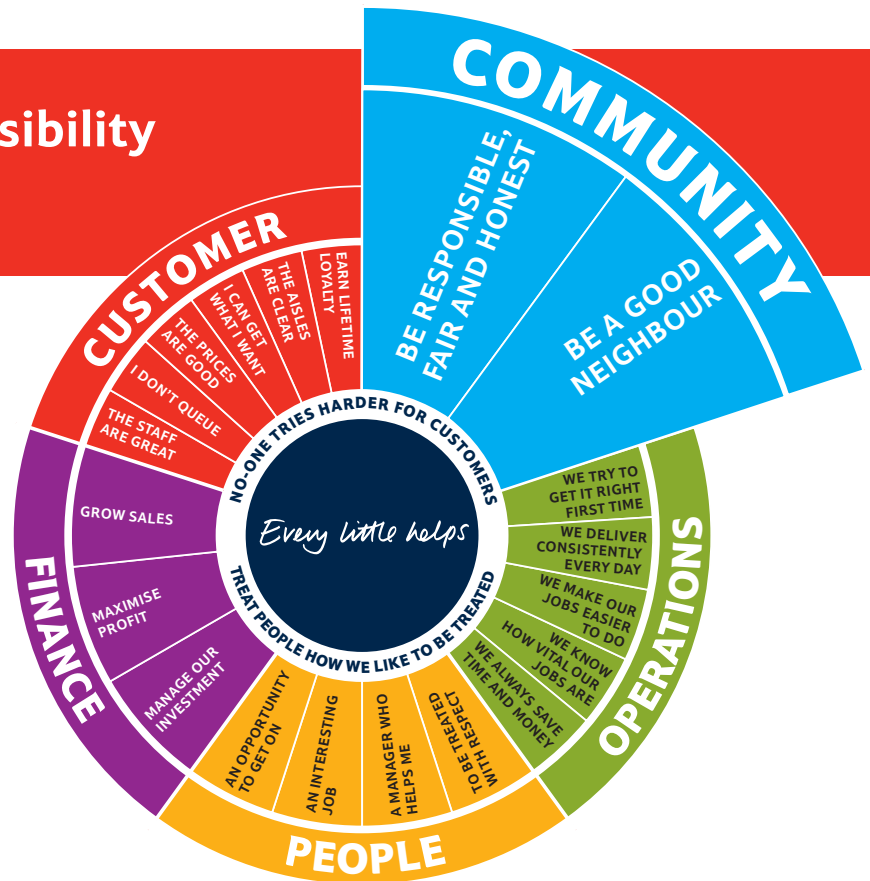 sibility
COMMUNITY
BE RESPONSIBLE,
FAIR AND HONEST
BE A GOOD
NEIGHBOUR
OPERATIONS
WE TRY TO
GET IT RIGHT
FIRST TIME
WE DELIVER
CONSISTENTLY
EVERY DAY
WE MAKE OUR
JOBS EASIER
TO DO
WE KNOW
HOW VITAL OUR
JOBS ARE
WE ALWAYS SAVE
TIME AND MONEY
PEOPLE
TO BE TREATED
WITH RESPECT
A MANAGER WHO
HELPS ME
AN INTERESTING
JOB
AN OPPORTUNITY
TO GET ON
FINANCE
MANAGE OUR
INVESTMENT
MAXIMISE
PROFIT
GROW SALES
CUSTOMER
THE STAFF
ARE GREAT
I DON'T QUEUE
THE PRICES
ARE GOOD
I CAN GET
WHAT I WANT
THE AISLES
ARE CLEAR
EARN LIFETIME
LOYALTY
NO-ONE TRIES HARDER FOR CUSTOMERS
Every little helps
TREAT PEOPLE HOW WE LIKE TO BE TREATED